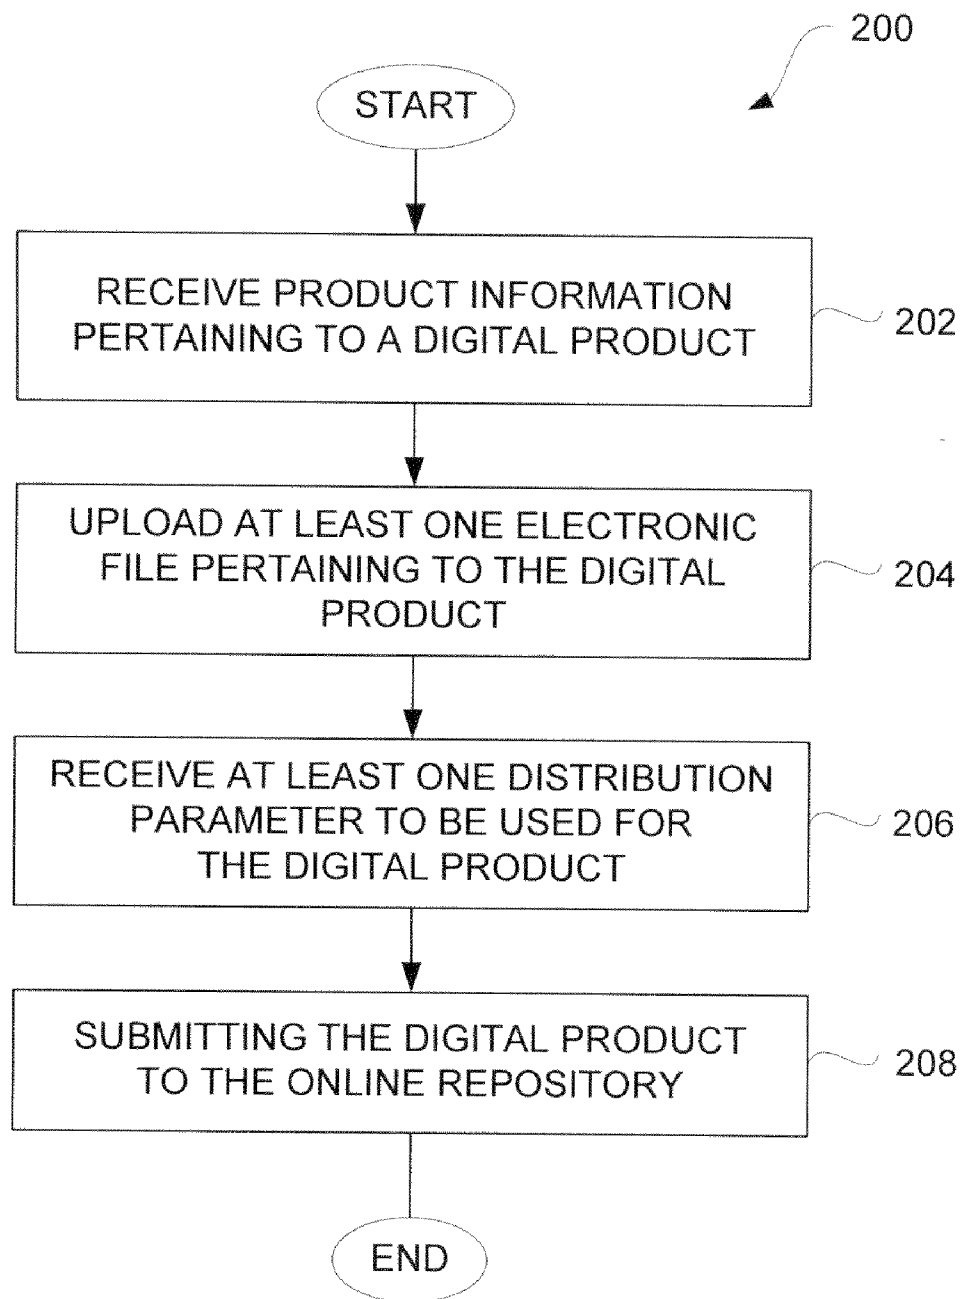 200
START
RECEIVE PRODUCT INFORMATION
PERTAINING TO A DIGITAL PRODUCT
202
UPLOAD AT LEAST ONE ELECTRONIC
FILE PERTAINING TO THE DIGITAL
PRODUCT
204
RECEIVE AT LEAST ONE DISTRIBUTION
PARAMETER TO BE USED FOR
THE DIGITAL PRODUCT
206
SUBMITTING THE DIGITAL PRODUCT
TO THE ONLINE REPOSITORY
208
END